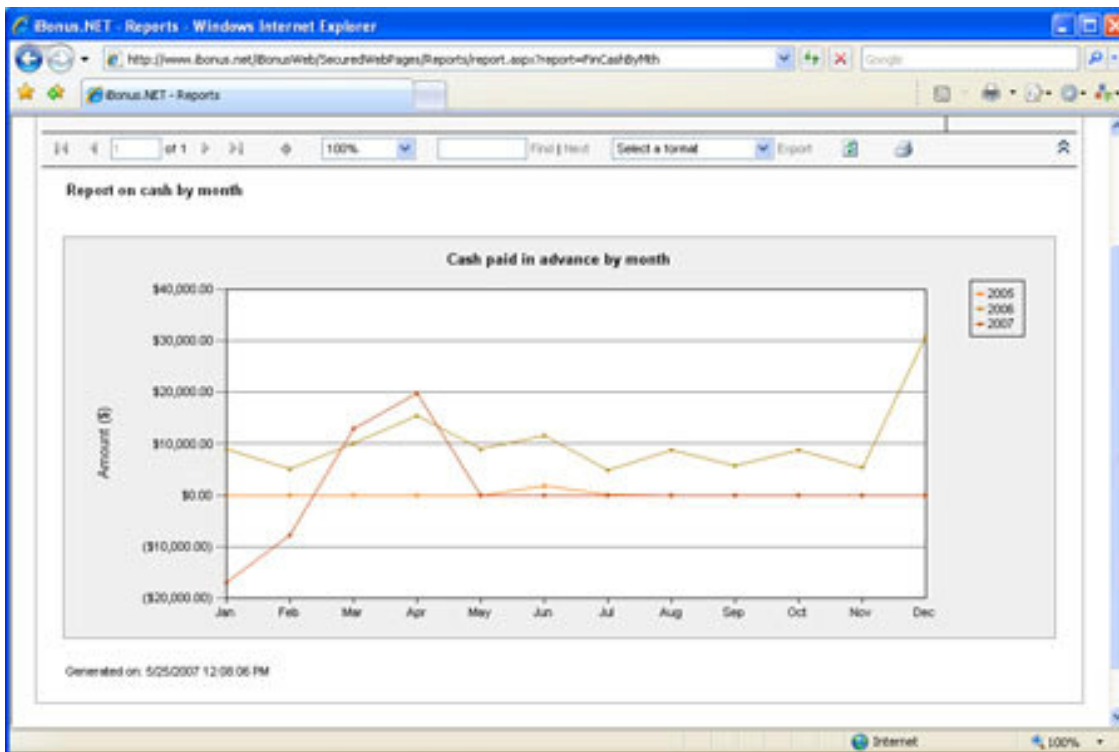 iBonus.NET - Reports - Windows Internet Explorer
http://www.ibonus.net/iBonusWeb/SecuredWebPages/Reports/report.aspx?report=FinCashByMth
Google
iBonus.NET - Reports
1 of 1 100% Find | Next Select a format Export
Report on cash by month
Cash paid in advance by month
$40,000.00
$30,000.00
$20,000.00
$10,000.00
$0.00
($10,000.00)
($20,000.00)
Amount ($)
Jan Feb Mar Apr May Jun Jul Aug Sep Oct Nov Dec
2005
2006
2007
Generated on: 5/25/2007 12:08:06 PM
Internet 100%